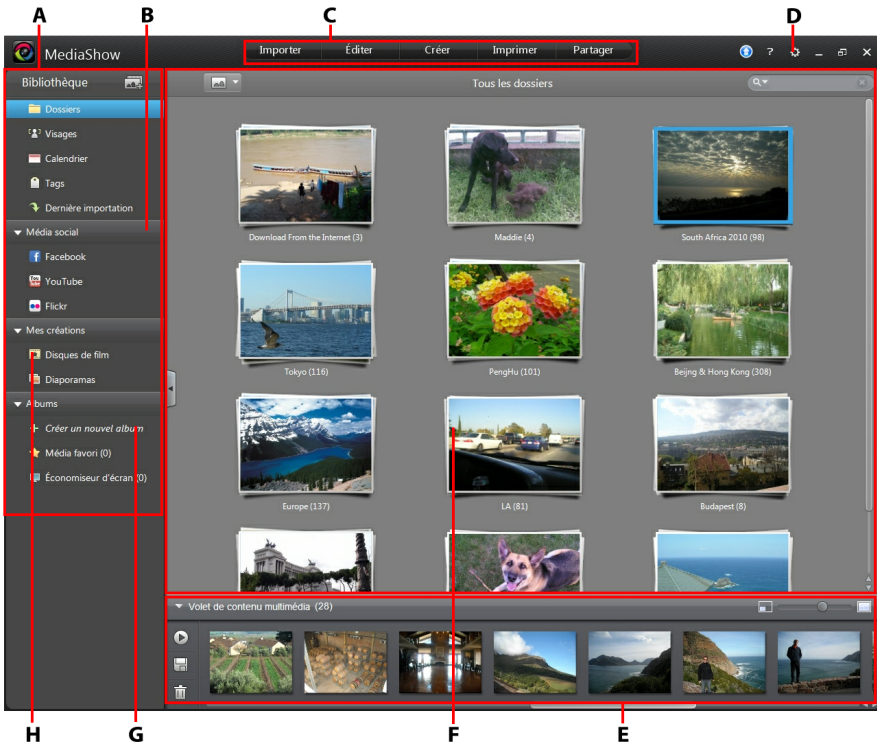 A B C D
MediaShow
Importer Éditer Créer Imprimer Partager
?
Bibliothèque
Tous les dossiers
Dossiers
Visages
Calendrier
Tags
Dernière importation
Média social
Facebook
YouTube
Flickr
Mes créations
Disques de film
Diaporamas
Albums
Créer un nouvel album
Média favori (0)
Économiseur d'écran (0)
Download From the Internet (3)
Maddie (4)
South Africa 2010 (98)
Tokyo (116)
PengHu (101)
Beijng & Hong Kong (308)
Europe (137)
LA (81)
Budapest (8)
Volet de contenu multimédia (28)
H G F E